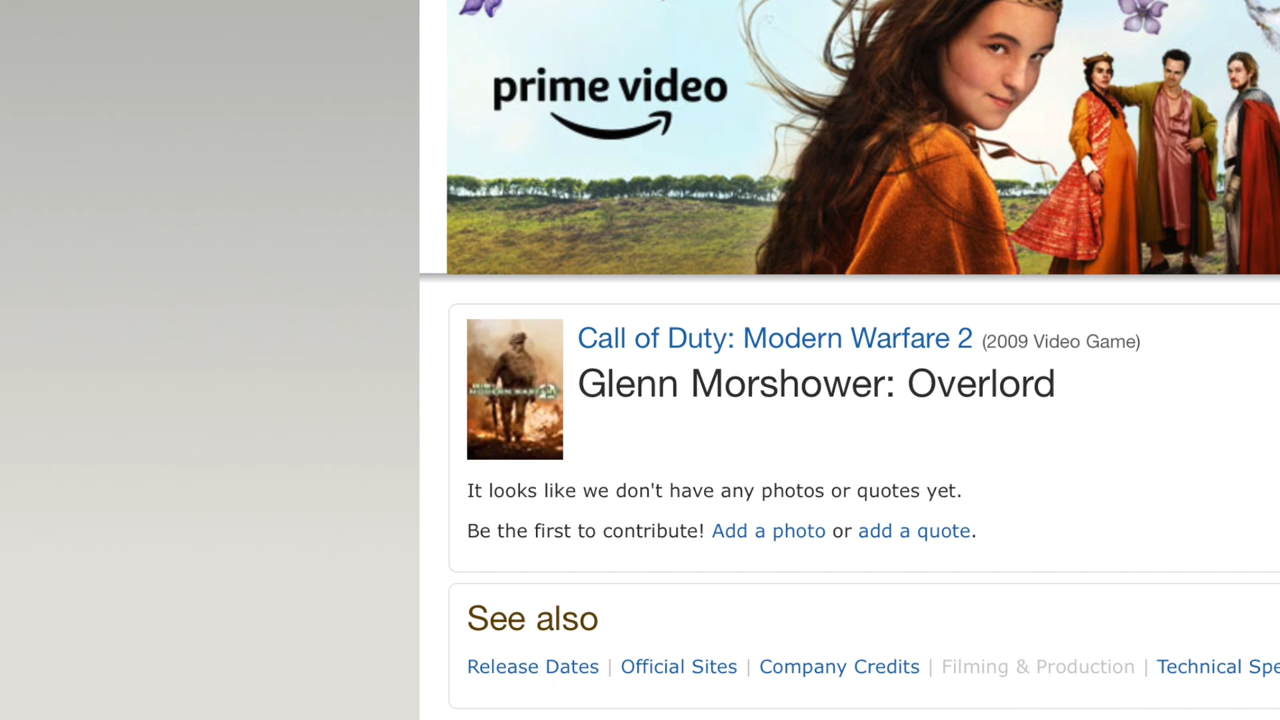 prime video
Call of Duty: Modern Warfare 2 (2009 Video Game)
Glenn Morshower: Overlord
It looks like we don't have any photos or quotes yet.
Be the first to contribute! Add a photo or add a quote.
See also
Release Dates | Official Sites | Company Credits | Filming & Production | Technical Spe